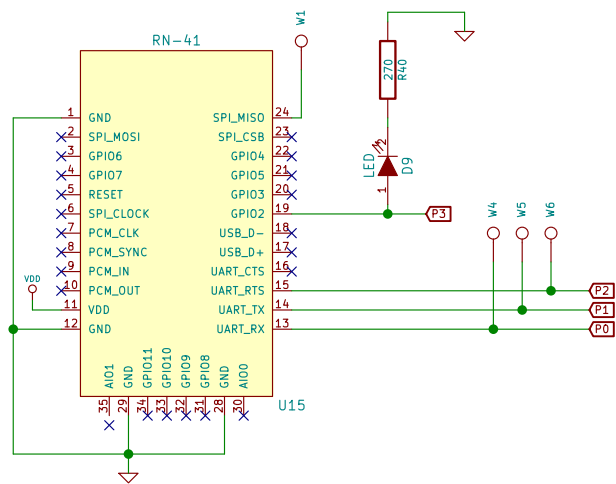 RN-41
W1
1 GND SPI_MISO 24
2 SPI_MOSI SPI_CSB 23
3 GPIO6 GPIO4 22
4 GPIO7 GPIO5 21
5 RESET GPIO3 20
6 SPI_CLOCK GPIO2 19
7 PCM_CLK USB_D- 18
8 PCM_SYNC USB_D+ 17
9 PCM_IN UART_CTS 16
10 PCM_OUT UART_RTS 15
11 VDD UART_TX 14
12 GND UART_RX 13
VDD
AIO1 GND GPIO11 GPIO10 GPIO9 GPIO8 GND AIO0
35 29 34 33 32 31 28 30
U15
270
R40
LED
2
D9
1
P3
W4
W5
W6
P2
P1
P0